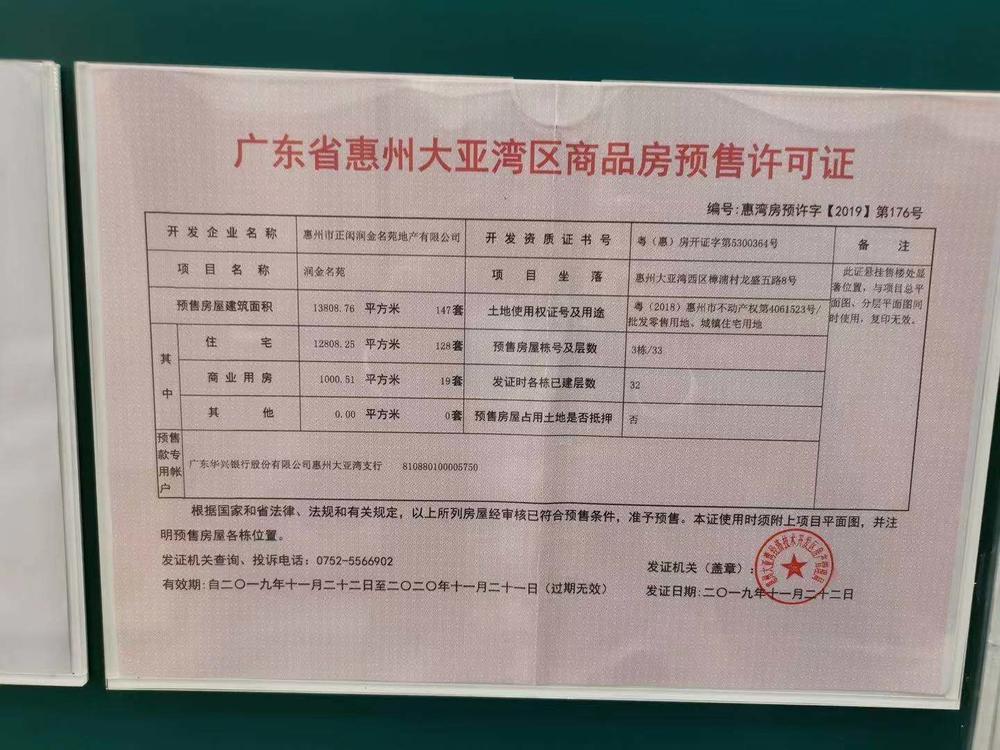 广东省惠州大亚湾区商品房预售许可证
编号:惠湾房预许字【2019】第176号
开发企业名称 惠州市正闳润金名苑地产有限公司 开发资质证书号 粤（惠）房开证字第5300364号 备注
项目名称 润金名苑 项目坐落 惠州大亚湾西区樟浦村龙盛五路8号
此证悬挂售楼处显
著位置，与项目总平
面图、分层平面图同
时使用，复印无效。
预售房屋建筑面积 13808.76 平方米 147套 土地使用权证号及用途 粤（2018）惠州市不动产权第4061523号/
批发零售用地、城镇住宅用地
其中
住宅 12808.25 平方米 128套 预售房屋栋号及层数 3栋/33
商业用房 1000.51 平方米 19套 发证时各栋已建层数 32
其他 0.00 平方米 0套 预售房屋占用土地是否抵押 否
预售
款专
用帐
户
广东华兴银行股份有限公司惠州大亚湾支行 810880100005750
根据国家和省法律、法规和有关规定，以上所列房屋经审核已符合预售条件，准予预售。本证使用时须附上项目平面图，并注
明预售房屋各栋位置。
发证机关查询、投诉电话：0752-5566902
发证机关（盖章）:
有效期:自二〇一九年十一月二十二日至二〇二〇年十一月二十一日（过期无效）
发证日期:二〇一九年十一月二十二日